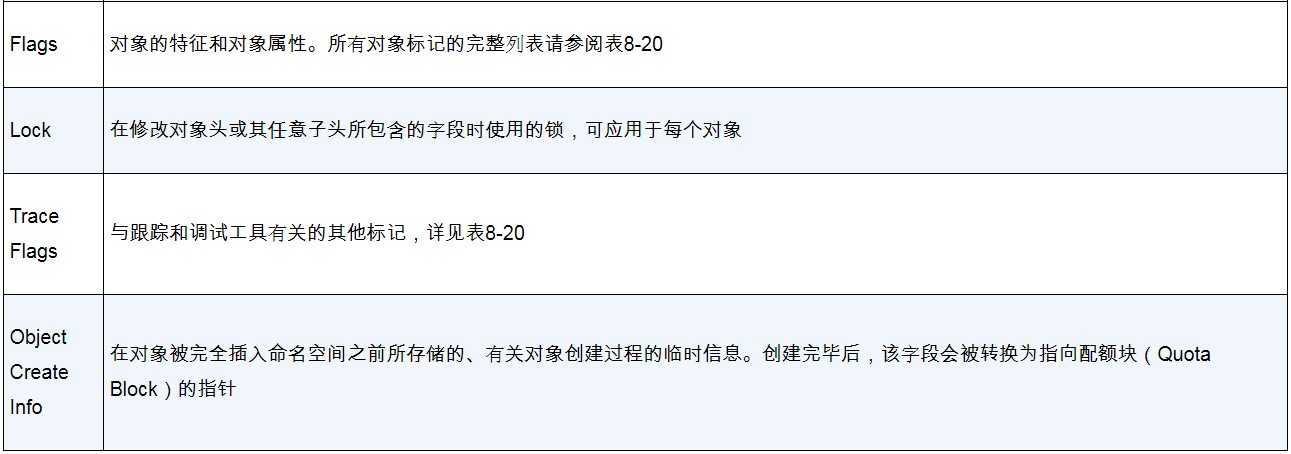 Flags
对象的特征和对象属性。所有对象标记的完整列表请参阅表8-20
Lock
在修改对象头或其任意子头所包含的字段时使用的锁，可应用于每个对象
Trace
Flags
与跟踪和调试工具有关的其他标记，详见表8-20
Object
Create
Info
在对象被完全插入命名空间之前所存储的、有关对象创建过程的临时信息。创建完毕后，该字段会被转换为指向配额块（Quota
Block）的指针